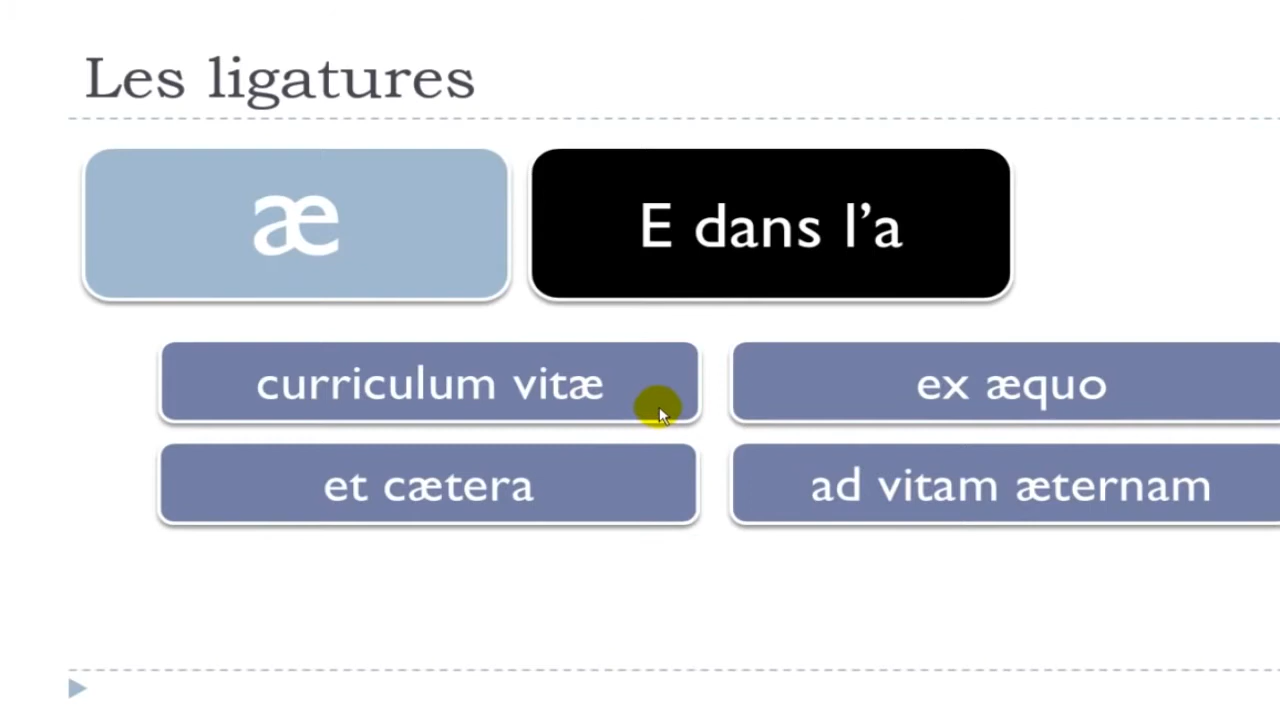 Les ligatures
æ
E dans l’a
curriculum vitæ
ex æquo
et cætera
ad vitam æternam